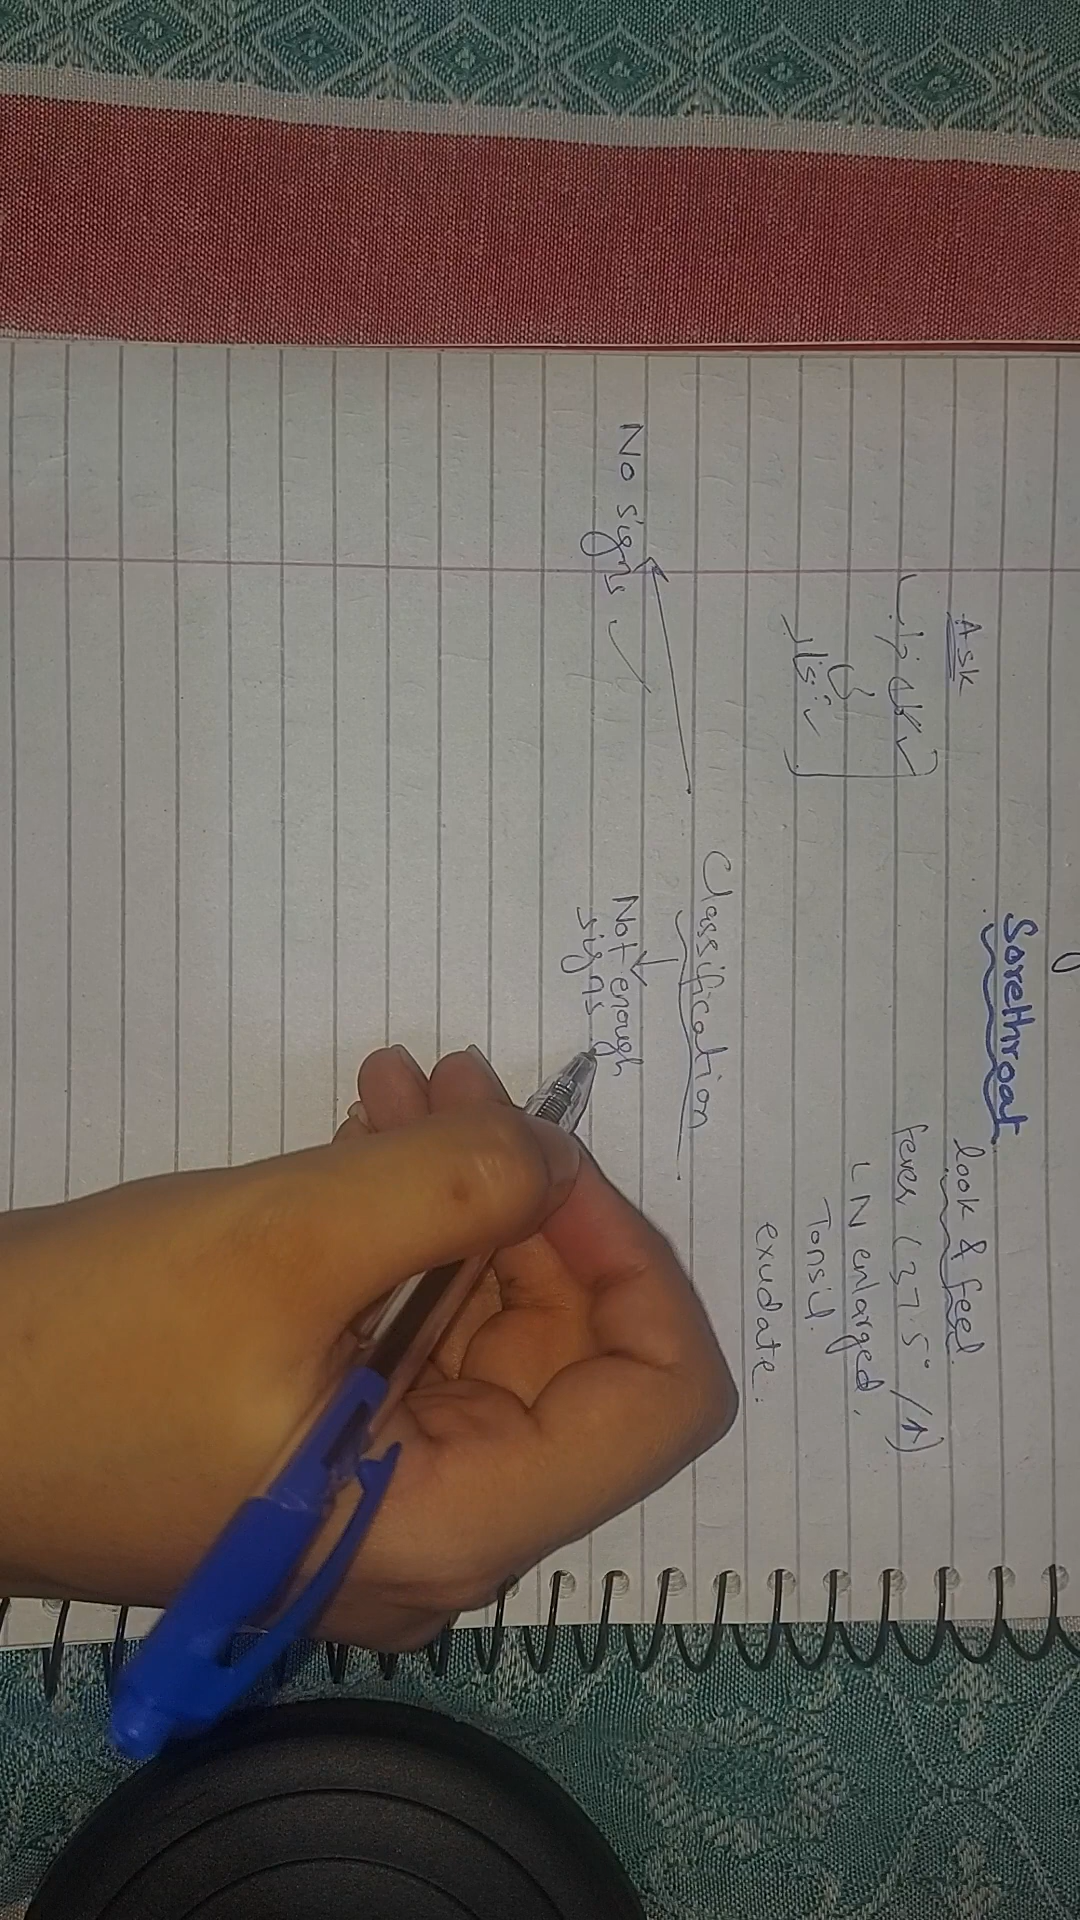 Sorethroat
Ask
look & feel.
fever (37.5° / ↑)
LN enlarged.
Tonsil.
exudate.
Classification
No signs ✓
Not enough
signs